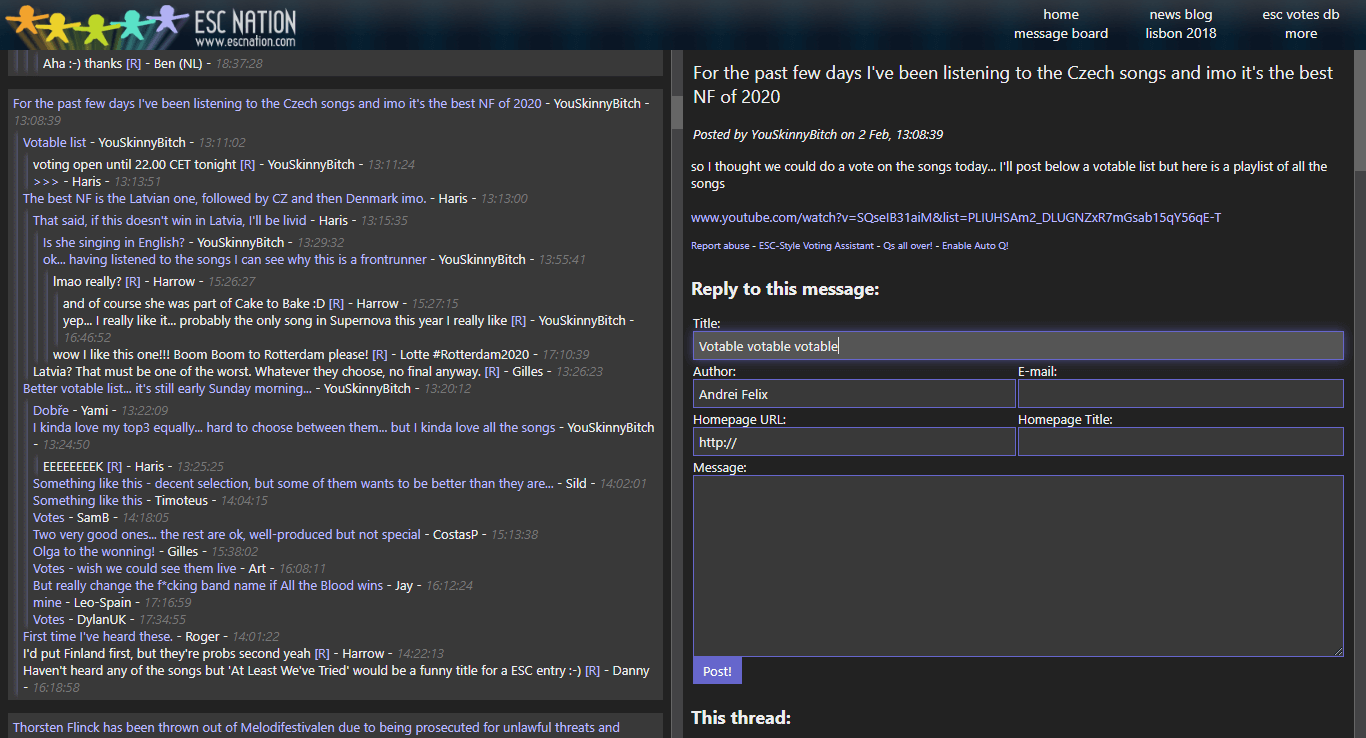 ESC NATION
www.escnation.com
home
message board
news blog
lisbon 2018
esc votes db
more
Aha :-) thanks [R] - Ben (NL) - 18:37:28
For the past few days I've been listening to the Czech songs and imo it's the best NF of 2020 - YouSkinnyBitch -
13:08:39
Votable list - YouSkinnyBitch - 13:11:02
voting open until 22.00 CET tonight [R] - YouSkinnyBitch - 13:11:24
>>> - Haris - 13:13:51
The best NF is the Latvian one, followed by CZ and then Denmark imo. - Haris - 13:13:00
That said, if this doesn't win in Latvia, I'll be livid - Haris - 13:15:35
Is she singing in English? - YouSkinnyBitch - 13:29:32
ok... having listened to the songs I can see why this is a frontrunner - YouSkinnyBitch - 13:55:41
lmao really? [R] - Harrow - 15:26:27
and of course she was part of Cake to Bake :D [R] - Harrow - 15:27:15
yep... I really like it... probably the only song in Supernova this year I really like [R] - YouSkinnyBitch -
16:46:52
wow I like this one!!! Boom Boom to Rotterdam please! [R] - Lotte #Rotterdam2020 - 17:10:39
Latvia? That must be one of the worst. Whatever they choose, no final anyway. [R] - Gilles - 13:26:23
Better votable list... it's still early Sunday morning... - YouSkinnyBitch - 13:20:12
Dobře - Yami - 13:22:09
I kinda love my top3 equally... hard to choose between them... but I kinda love all the songs - YouSkinnyBitch
- 13:24:50
EEEEEEEEK [R] - Haris - 13:25:25
Something like this - decent selection, but some of them wants to be better than they are... - Sild - 14:02:01
Something like this - Timoteus - 14:04:15
Votes - SamB - 14:18:05
Two very good ones... the rest are ok, well-produced but not special - CostasP - 15:13:38
Olga to the wonning! - Gilles - 15:38:02
Votes - wish we could see them live - Art - 16:08:11
But really change the f*cking band name if All the Blood wins - Jay - 16:12:24
mine - Leo-Spain - 17:16:59
Votes - DylanUK - 17:34:55
First time I've heard these. - Roger - 14:01:22
I'd put Finland first, but they're probs second yeah [R] - Harrow - 14:22:13
Haven't heard any of the songs but 'At Least We've Tried' would be a funny title for a ESC entry :-) [R] - Danny
- 16:18:58
Thorsten Flinck has been thrown out of Melodifestivalen due to being prosecuted for unlawful threats and
For the past few days I've been listening to the Czech songs and imo it's the best
NF of 2020
Posted by YouSkinnyBitch on 2 Feb, 13:08:39
so I thought we could do a vote on the songs today... I'll post below a votable list but here is a playlist of all the
songs
www.youtube.com/watch?v=SQseIB31aiM&list=PLIUHSAm2_DLUGNZxR7mGsab15qY56qE-T
Report abuse - ESC-Style Voting Assistant - Qs all over! - Enable Auto Q!
Reply to this message:
Title:
Votable votable votable
Author:
E-mail:
Andrei Felix
Homepage URL:
Homepage Title:
http://
Message:
Post!
This thread: